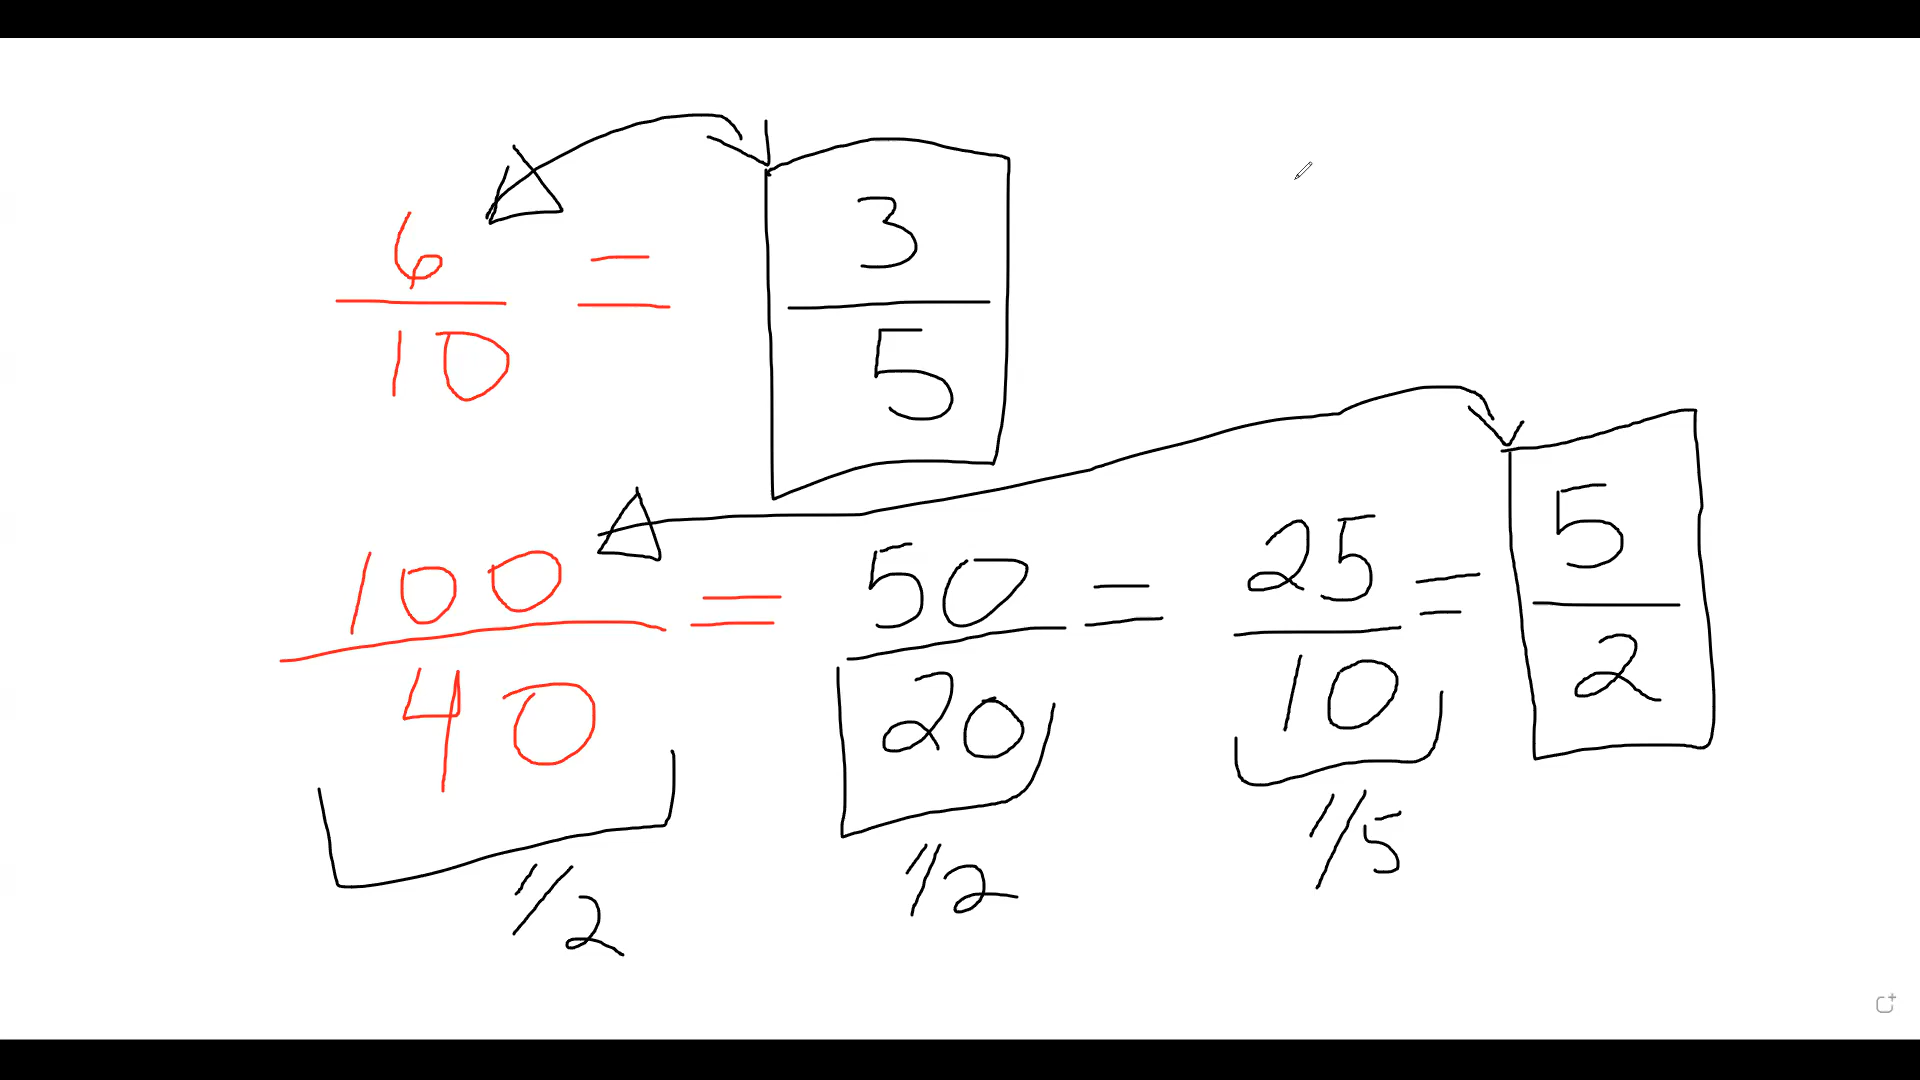 6/10 = 3/5
100/40 = 50/20 = 25/10 = 5/2
1/2 1/2 1/5